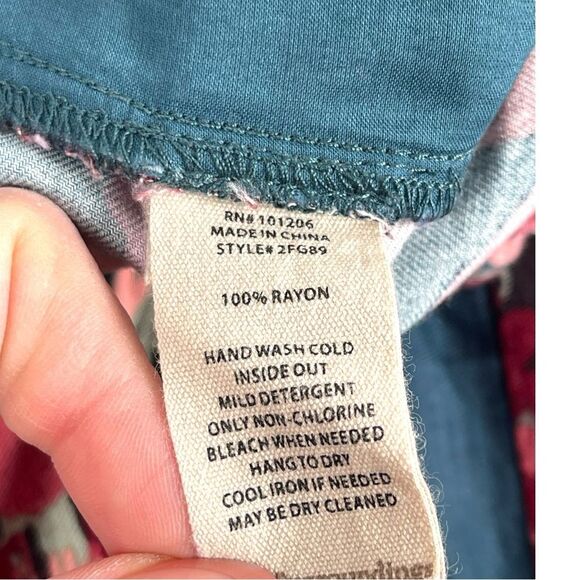 RN# 101206
MADE IN CHINA
STYLE# 2FG89
100% RAYON
HAND WASH COLD
INSIDE OUT
MILD DETERGENT
ONLY NON-CHLORINE
BLEACH WHEN NEEDED
HANG TO DRY
COOL IRON IF NEEDED
MAY BE DRY CLEANED